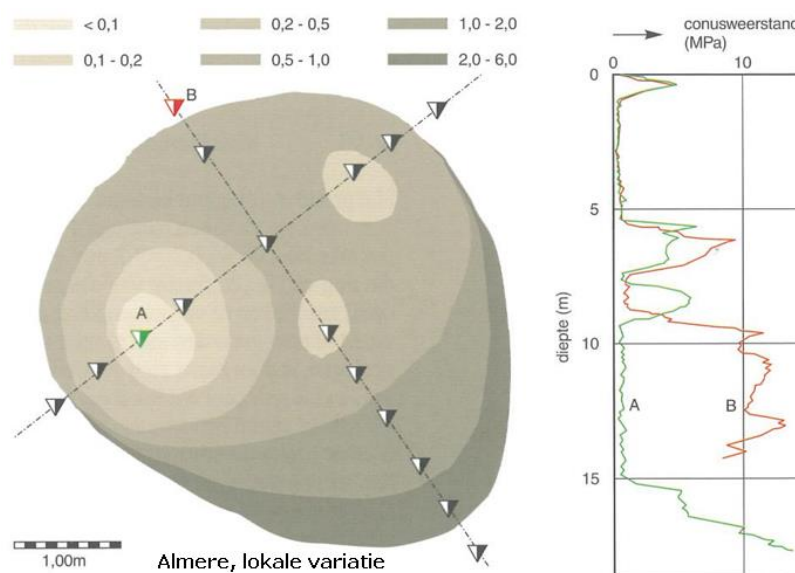 < 0,1
0,2 - 0,5
1,0 - 2,0
0,1 - 0,2
0,5 - 1,0
2,0 - 6,0
B
A
1,00m
Almere, lokale variatie
conusweerstand
(MPa)
0
10
0
5
10
15
diepte (m)
A
B